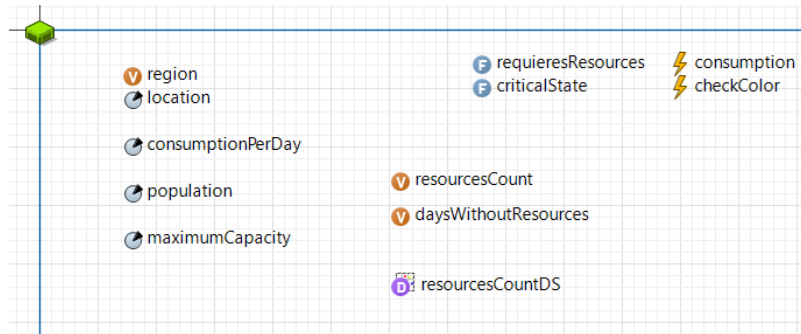 region
location
consumptionPerDay
population
maximumCapacity
requieresResources
criticalState
consumption
checkColor
resourcesCount
daysWithoutResources
resourcesCountDS